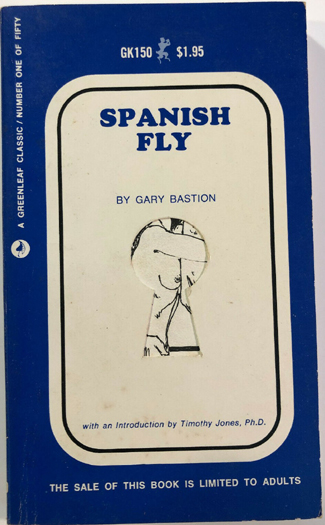 GK150 $1.95
A GREENLEAF CLASSIC/NUMBER ONE OF FIFTY
SPANISH
FLY
BY GARY BASTION
with an Introduction by Timothy Jones, Ph.D.
THE SALE OF THIS BOOK IS LIMITED TO ADULTS